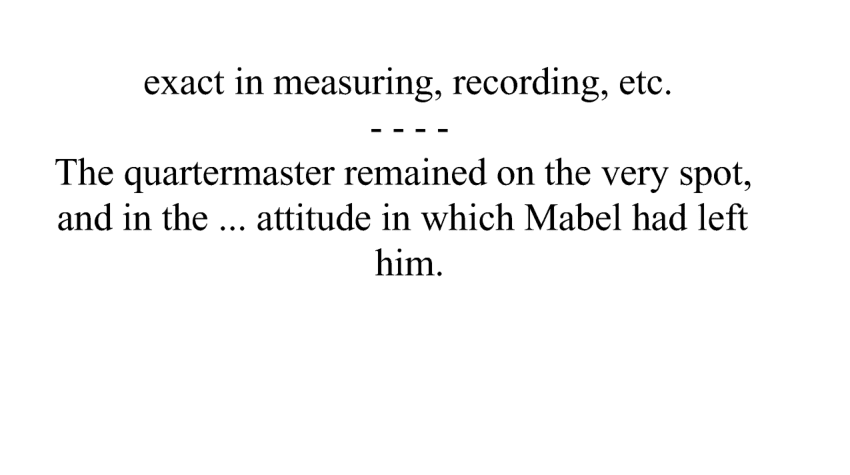 exact in measuring, recording, etc.
- - - -
The quartermaster remained on the very spot,
and in the ... attitude in which Mabel had left
him.